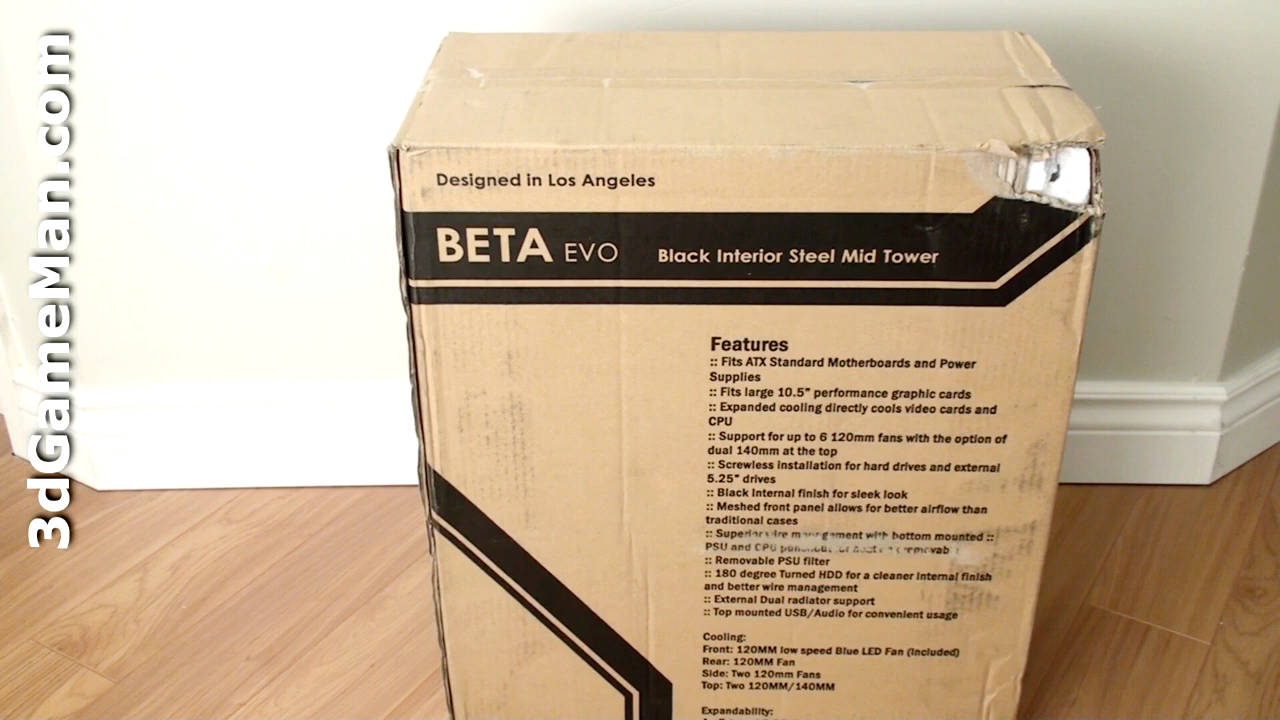 3dGameMan.com
Designed in Los Angeles
BETA EVO Black Interior Steel Mid Tower
Features
:: Fits ATX Standard Motherboards and Power
Supplies
:: Fits large 10.5" performance graphic cards
:: Expanded cooling directly cools video cards and
CPU
:: Support for up to 6 120mm fans with the option of
dual 140mm at the top
:: Screwless installation for hard drives and external
5.25" drives
:: Black Internal finish for sleek look
:: Meshed front panel allows for better airflow than
traditional cases
:: Superior wire management with bottom mounted ::
PSU and CPU
:: Removable PSU filter
:: 180 degree Turned HDD for a cleaner internal finish
and better wire management
:: External Dual radiator support
:: Top mounted USB/Audio for convenient usage
Cooling:
Front: 120MM low speed Blue LED Fan (Included)
Rear: 120MM Fan
Side: Two 120mm Fans
Top: Two 120MM/140MM
Expandability: